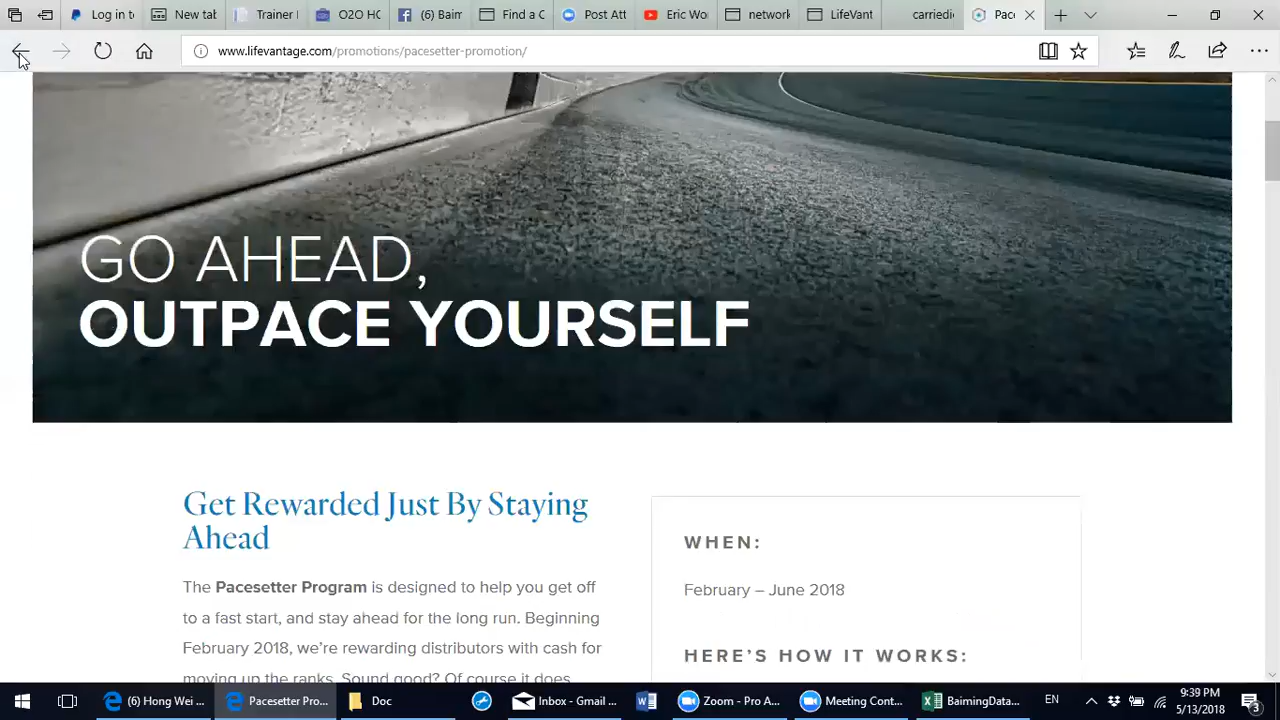 Log in t
New tab
Trainer
O2O HO
(6) Baim
Find a C
Post Att
Eric Wo
network
LifeVant
carriedic
Pac
www.lifevantage.com/promotions/pacesetter-promotion/
GO AHEAD,
OUTPACE YOURSELF
Get Rewarded Just By Staying
Ahead
The Pacesetter Program is designed to help you get off
to a fast start, and stay ahead for the long run. Beginning
February 2018, we're rewarding distributors with cash for
moving up the ranks. Sound good? Of course it does.
WHEN:
February – June 2018
HERE'S HOW IT WORKS:
(6) Hong Wei ...
Pacesetter Pro...
Doc
Inbox - Gmail ...
Zoom - Pro A...
Meeting Cont...
BaimingData...
EN
9:39 PM
5/13/2018
3